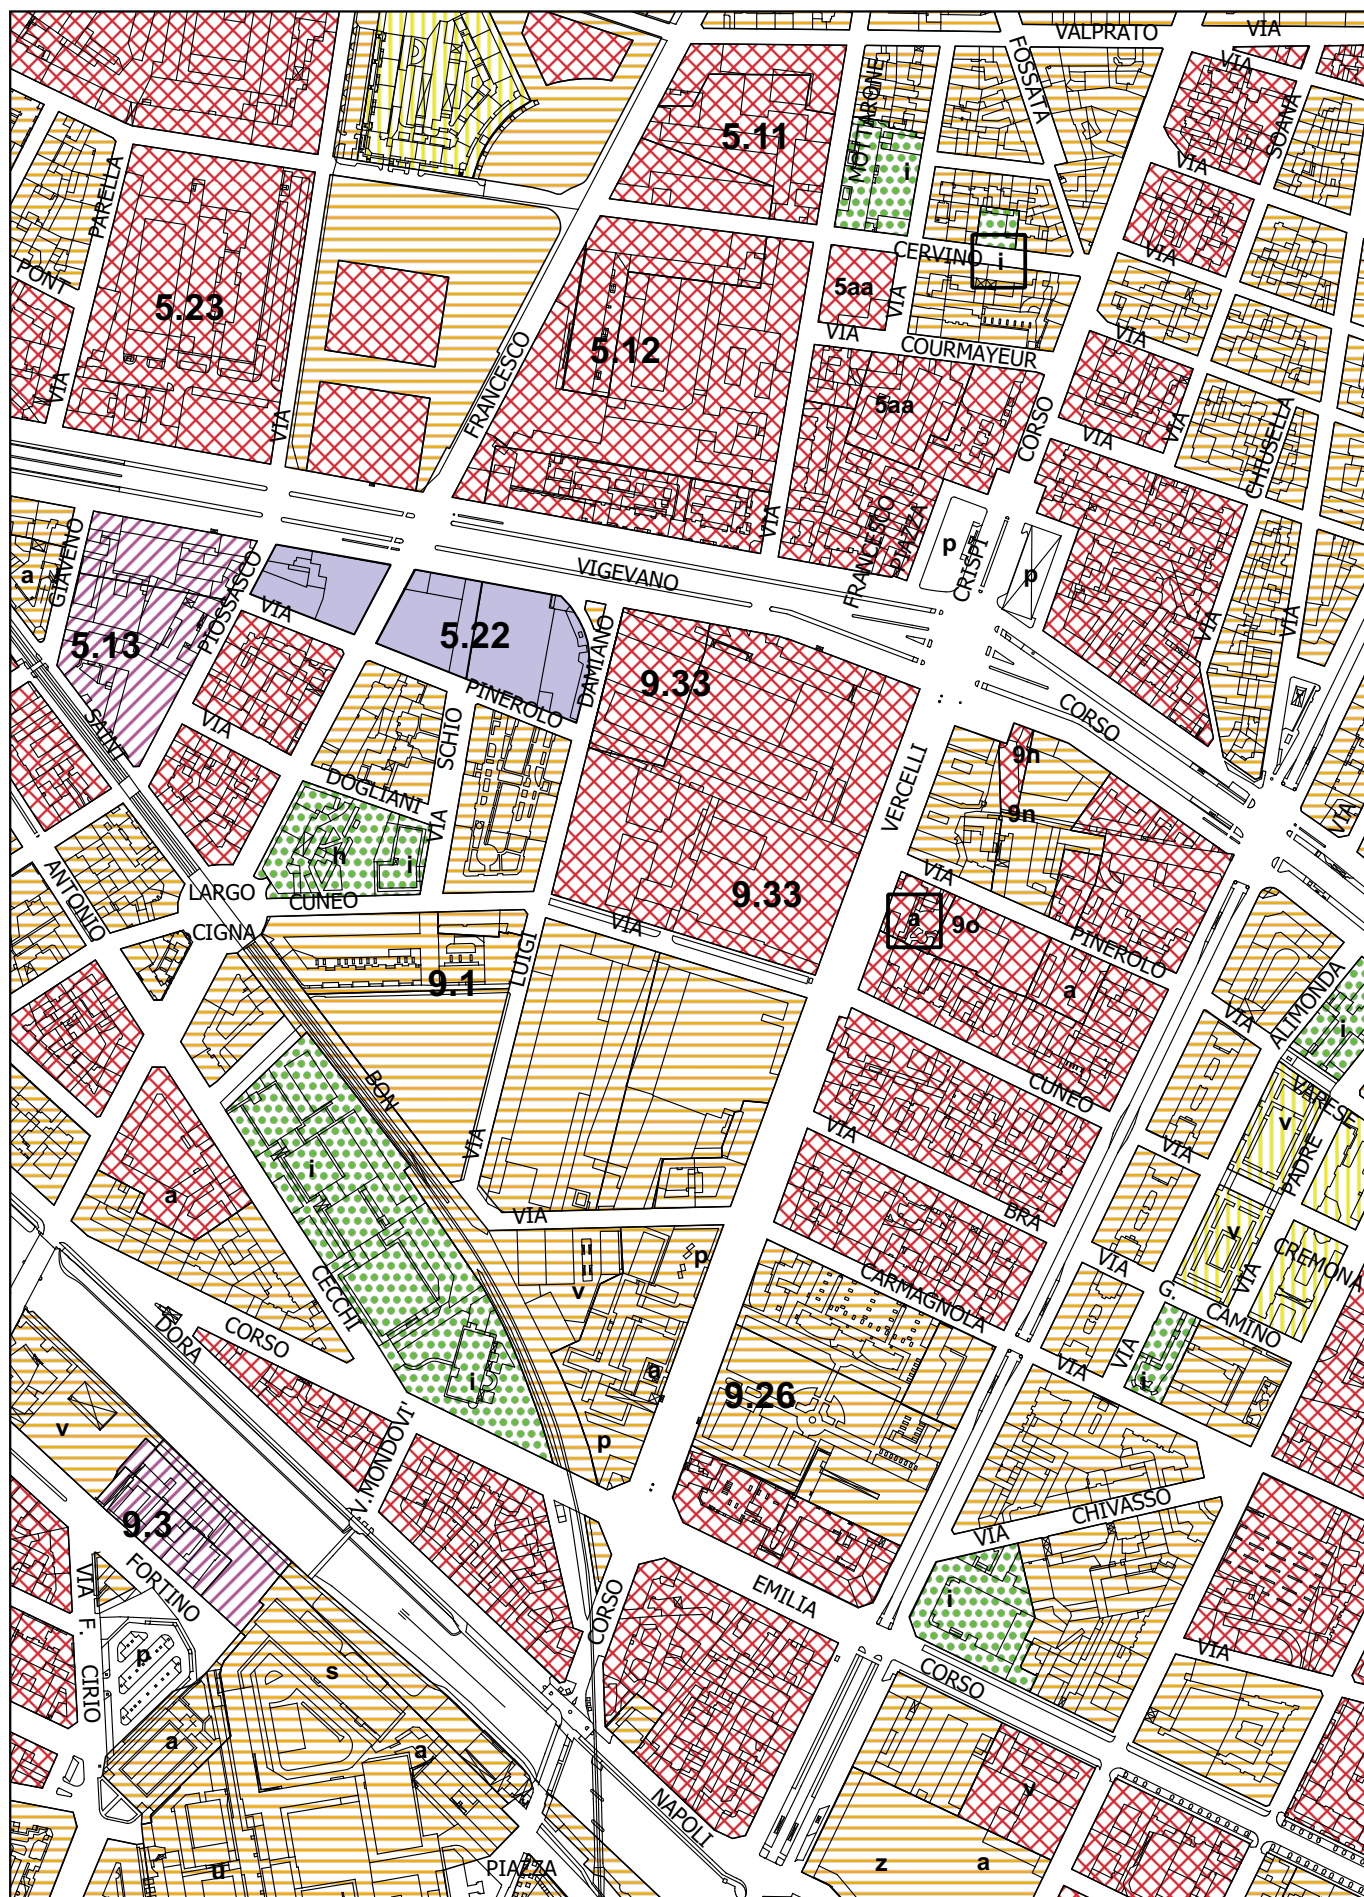 VALPRATO
VIA
FOSSATA
VIA
MOTTARONE
SOANA
5.11
VIA
PARELLA
i
CERVINO
i
VIA
PONT
5.23
5aa
VIA
5.12
VIA
COURMAYEUR
VIA
FRANCESCO
VIA
VIA
5aa
CORSO
VIA
VIA
CHIUSELLA
VIA
FRANCESCO
PIAZZA
p
CRISPI
p
GIAVENO
a
VIGEVANO
PIOSSASCO
VIA
5.13
5.22
DAMIANO
VIA
VIA
9.33
PINEROLO
SAINT
VIA
SCHIO
CORSO
9n
VERCELLI
DOGLIANI
VIA
9n
VIA
h
i
ANTONIO
LARGO
CUNEO
CIGNA
9.33
VIA
VIA
a
9o
PINEROLO
LUIGI
9.1
a
ALIMONDA
VIA
i
BON
CUNEO
VARESE
v
VIA
VIA
VIA
PADRE
i
a
BRA
VIA
v
CREMONA
p
VIA
CARMAGNOLA
VIA
G.
CAMINO
CECCHI
v
CORSO
DORA
a
VIA
VIA
i
i
9.26
v
V.MONDOVI'
p
9.3
CHIVASSO
VIA
FORTINO
VIA F.
CIRIO
EMILIA
i
CORSO
p
s
CORSO
VIA
a
a
NAPOLI
v
u
PIAZZA
z
a